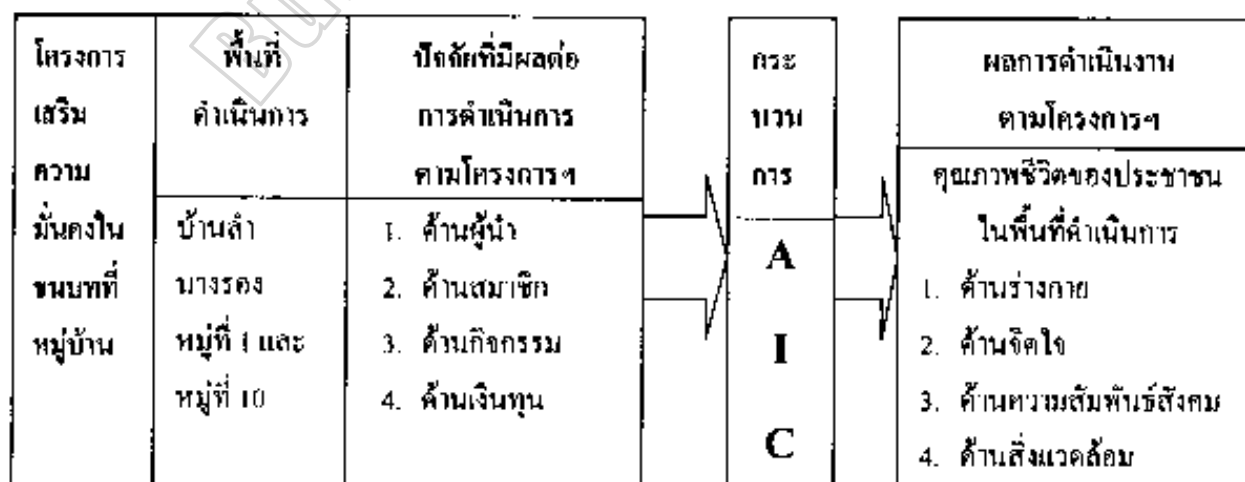 โครงการ
เสริม
ความ
มั่นคงใน
ชนบทที่
หมู่บ้าน
พื้นที่
ดำเนินการ
บ้านลำ
นางรอง
หมู่ที่ 1 และ
หมู่ที่ 10
ปัจจัยที่มีผลต่อ
การดำเนินการ
ตามโครงการฯ
1. ด้านผู้นำ
2. ด้านสมาชิก
3. ด้านกิจกรรม
4. ด้านเงินทุน
กระ
บวน
การ
A
I
C
ผลการดำเนินงาน
ตามโครงการฯ
คุณภาพชีวิตของประชาชน
ในพื้นที่ดำเนินการ
1. ด้านร่างกาย
2. ด้านจิตใจ
3. ด้านความสัมพันธ์สังคม
4. ด้านสิ่งแวดล้อม